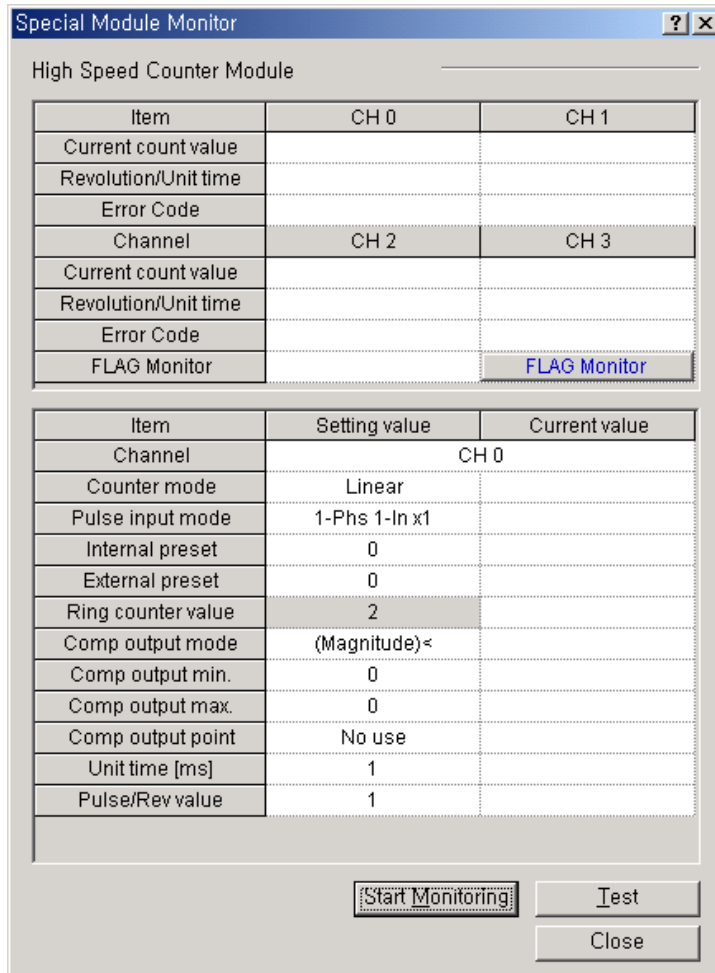 Special Module Monitor ? ×
High Speed Counter Module
Item CH 0 CH 1
Current count value
Revolution/Unit time
Error Code
Channel CH 2 CH 3
Current count value
Revolution/Unit time
Error Code
FLAG Monitor FLAG Monitor
Item Setting value Current value
Channel CH 0
Counter mode Linear
Pulse input mode 1-Phs 1-In x1
Internal preset 0
External preset 0
Ring counter value 2
Comp output mode (Magnitude)<
Comp output min. 0
Comp output max. 0
Comp output point No use
Unit time [ms] 1
Pulse/Rev value 1
Start Monitoring Test
Close